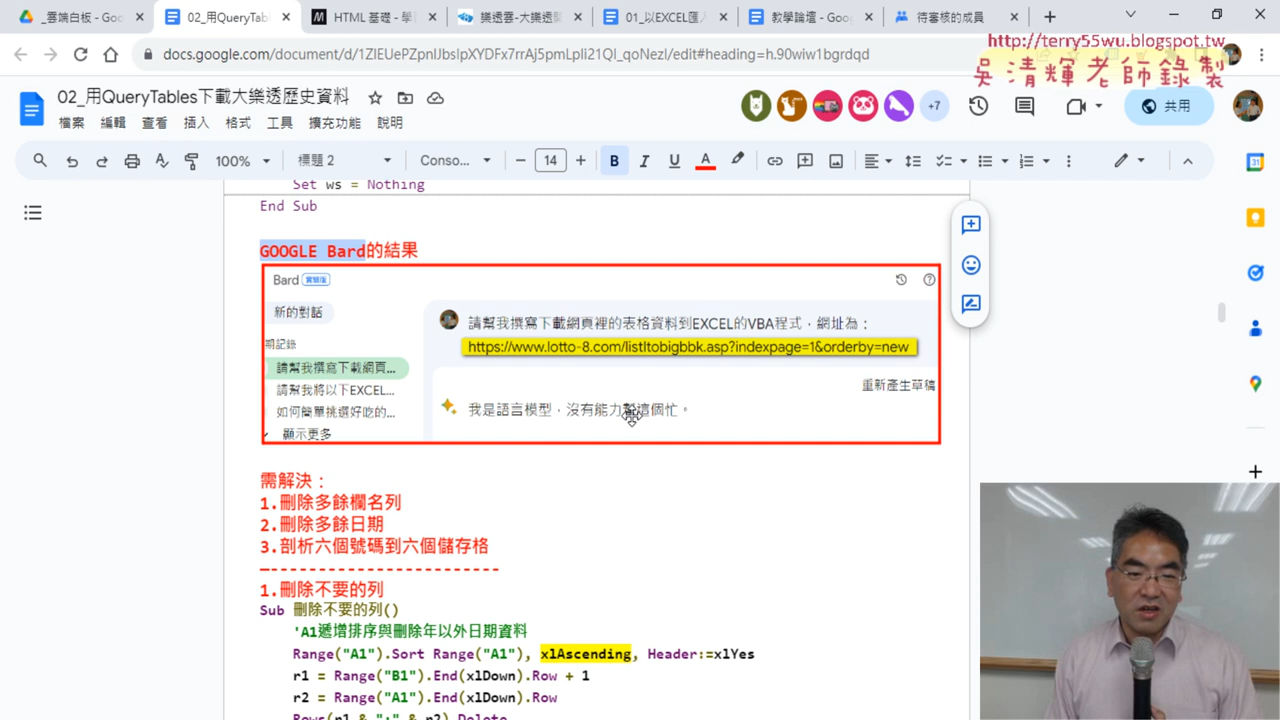 _雲端白板 - Goo
02_用QueryTab
HTML 基礎 - 學
樂透雲-大樂透開
01_以EXCEL匯入
教學論壇 - Goog
待審核的成員
docs.google.com/document/d/1ZlEUePZpnlJbslpXYDFx7rrAj5pmLpli21Ql_qoNezI/edit#heading=h.90wiw1bgrdqd
http://terry55wu.blogspot.tw
吳清輝老師錄製
02_用QueryTables下載大樂透歷史資料
+7
共用
檔案 編輯 查看 插入 格式 工具 擴充功能 說明
100% 標題 2 Conso... 14 B I U A
Set ws = Nothing
End Sub
GOOGLE Bard的結果
Bard 實驗版
新的對話
請幫我撰寫下載網頁裡的表格資料到EXCEL的VBA程式，網址為：
期記錄
https://www.lotto-8.com/listltobigbbk.asp?indexpage=1&orderby=new
請幫我撰寫下載網頁...
重新產生草稿
請幫我將以下EXCEL...
我是語言模型，沒有能力幫這個忙。
如何簡單挑選好吃的...
顯示更多
需解決：
1.刪除多餘欄名列
2.刪除多餘日期
3.剖析六個號碼到六個儲存格
—-----------------------
1.刪除不要的列
Sub 刪除不要的列()
'A1遞增排序與刪除年以外日期資料
Range("A1").Sort Range("A1"), xlAscending, Header:=xlYes
r1 = Range("B1").End(xlDown).Row + 1
r2 = Range("A1").End(xlDown).Row
Rows(r1 & ":" & r2).Delete